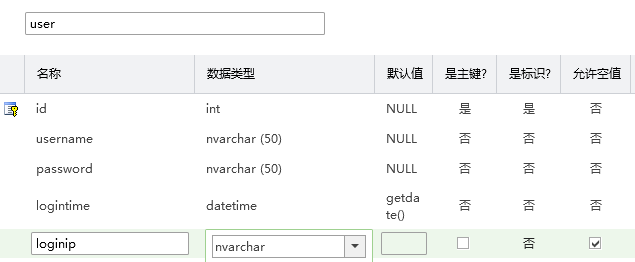 user
名称 数据类型 默认值 是主键? 是标识? 允许空值
id int NULL 是 是 否
username nvarchar (50) NULL 否 否 否
password nvarchar (50) NULL 否 否 否
logintime datetime getda 否 否 否
te()
loginip nvarchar 否